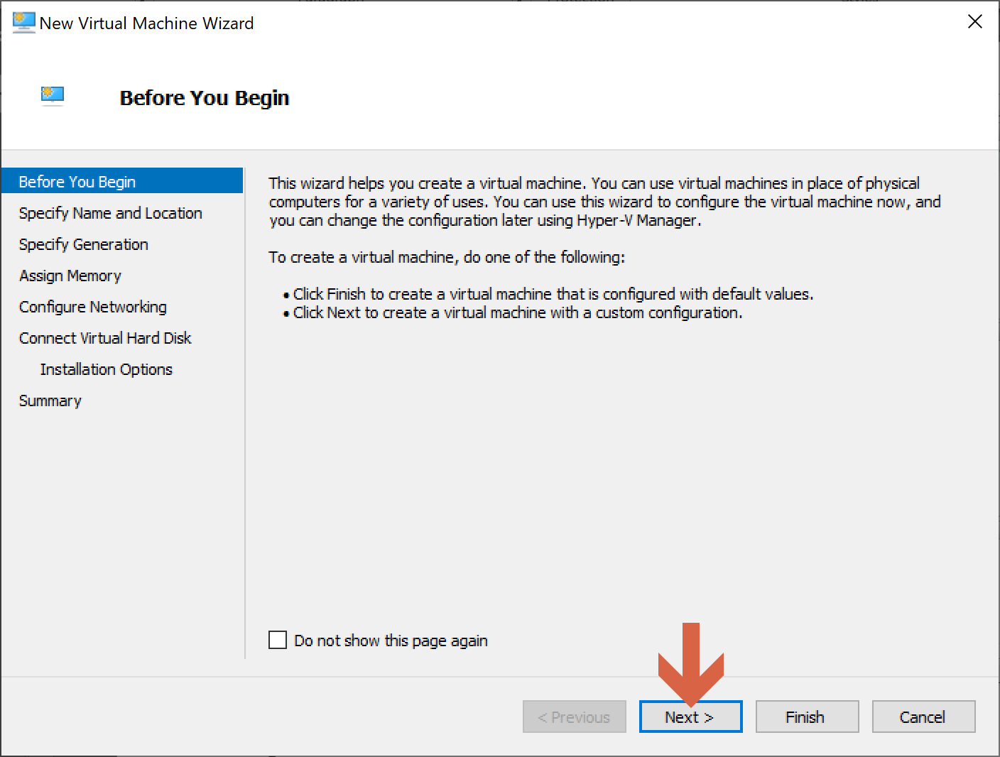 New Virtual Machine Wizard
Before You Begin
Before You Begin
Specify Name and Location
Specify Generation
Assign Memory
Configure Networking
Connect Virtual Hard Disk
Installation Options
Summary
This wizard helps you create a virtual machine. You can use virtual machines in place of physical
computers for a variety of uses. You can use this wizard to configure the virtual machine now, and
you can change the configuration later using Hyper-V Manager.
To create a virtual machine, do one of the following:
• Click Finish to create a virtual machine that is configured with default values.
• Click Next to create a virtual machine with a custom configuration.
Do not show this page again
< Previous
Next >
Finish
Cancel